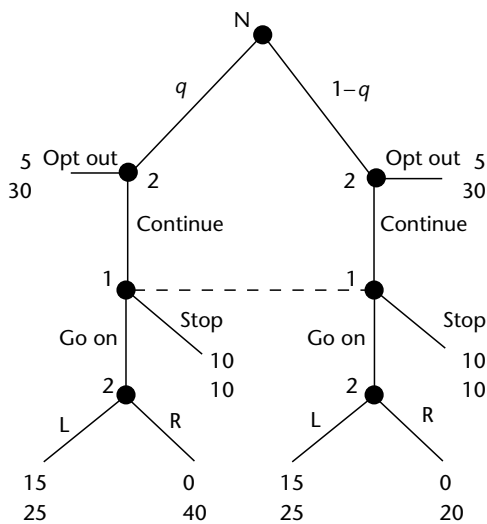 N
q 1–q
5 Opt out 2 2 Opt out 5
30 30
Continue Continue
1 1
Go on Stop Go on Stop
10 10
2 10 2 10
L R L R
15 0 15 0
25 40 25 20